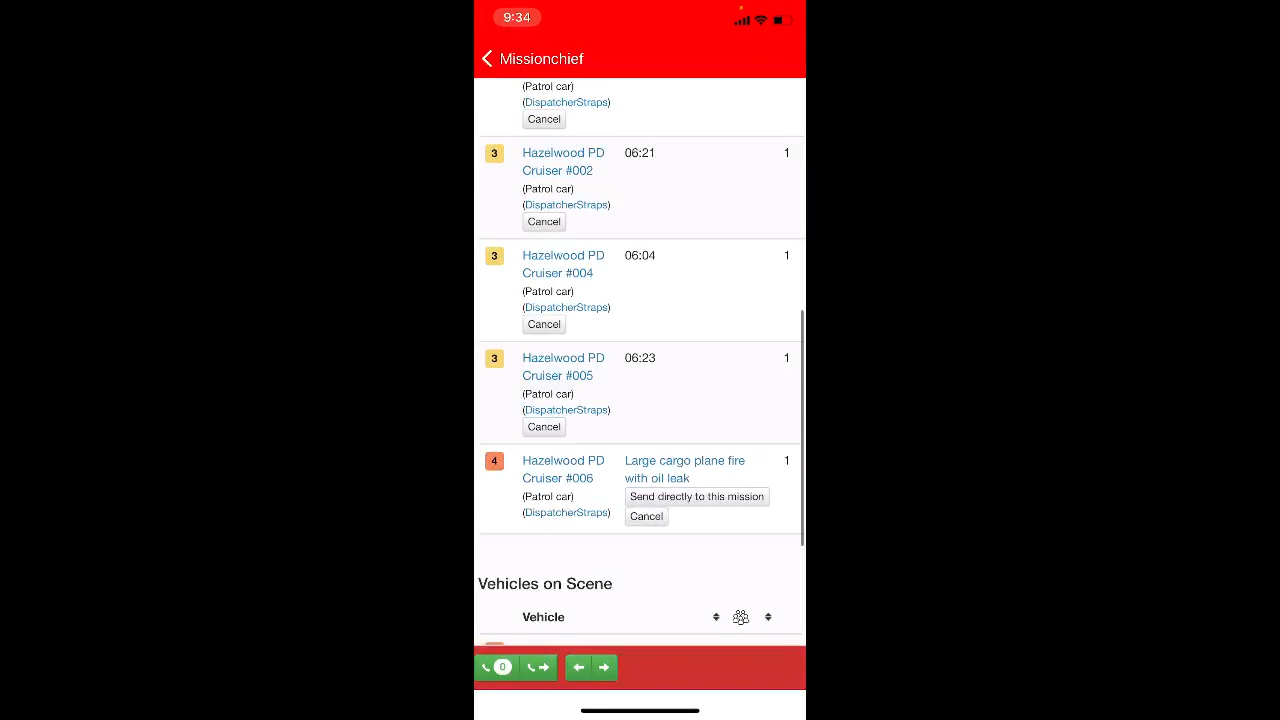 9:34
Missionchief
(Patrol car)
(DispatcherStraps)
Cancel
3 Hazelwood PD 06:21 1
Cruiser #002
(Patrol car)
(DispatcherStraps)
Cancel
3 Hazelwood PD 06:04 1
Cruiser #004
(Patrol car)
(DispatcherStraps)
Cancel
3 Hazelwood PD 06:23 1
Cruiser #005
(Patrol car)
(DispatcherStraps)
Cancel
4 Hazelwood PD Large cargo plane fire 1
Cruiser #006 with oil leak
(Patrol car) Send directly to this mission
(DispatcherStraps) Cancel
Vehicles on Scene
Vehicle
0